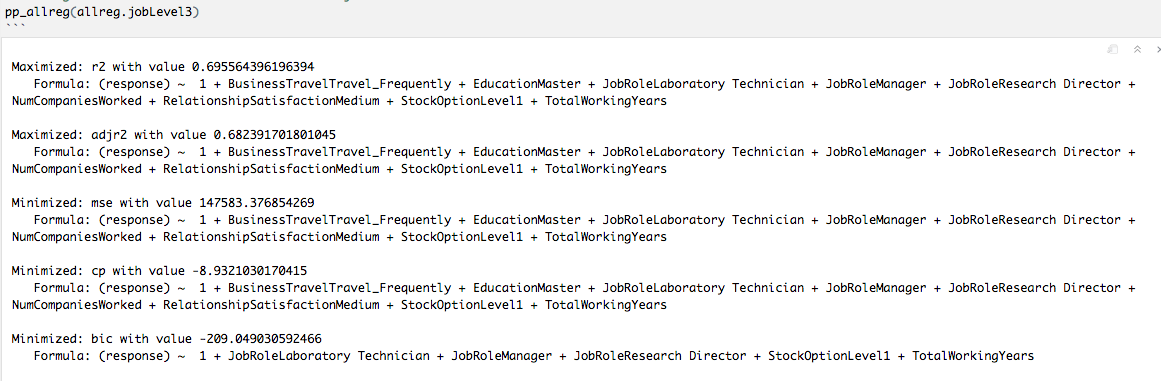 pp_allreg(allreg.jobLevel3)
```
Maximized: r2 with value 0.695564396196394
Formula: (response) ~ 1 + BusinessTravelTravel_Frequently + EducationMaster + JobRoleLaboratory Technician + JobRoleManager + JobRoleResearch Director +
NumCompaniesWorked + RelationshipSatisfactionMedium + StockOptionLevel1 + TotalWorkingYears
Maximized: adjr2 with value 0.682391701801045
Formula: (response) ~ 1 + BusinessTravelTravel_Frequently + EducationMaster + JobRoleLaboratory Technician + JobRoleManager + JobRoleResearch Director +
NumCompaniesWorked + RelationshipSatisfactionMedium + StockOptionLevel1 + TotalWorkingYears
Minimized: mse with value 147583.376854269
Formula: (response) ~ 1 + BusinessTravelTravel_Frequently + EducationMaster + JobRoleLaboratory Technician + JobRoleManager + JobRoleResearch Director +
NumCompaniesWorked + RelationshipSatisfactionMedium + StockOptionLevel1 + TotalWorkingYears
Minimized: cp with value -8.9321030170415
Formula: (response) ~ 1 + BusinessTravelTravel_Frequently + EducationMaster + JobRoleLaboratory Technician + JobRoleManager + JobRoleResearch Director +
NumCompaniesWorked + RelationshipSatisfactionMedium + StockOptionLevel1 + TotalWorkingYears
Minimized: bic with value -209.049030592466
Formula: (response) ~ 1 + JobRoleLaboratory Technician + JobRoleManager + JobRoleResearch Director + StockOptionLevel1 + TotalWorkingYears